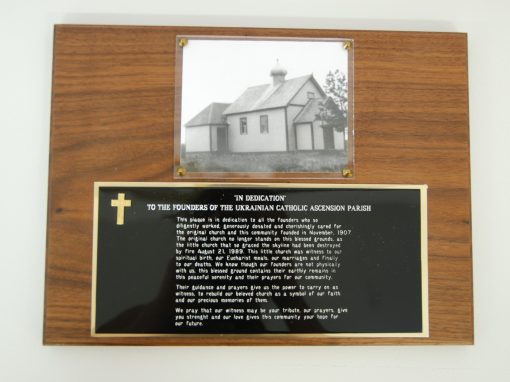 "IN DEDICATION"
TO THE FOUNDERS OF THE UKRAINIAN CATHOLIC ASCENSION PARISH
This plaque is in dedication to all the founders who so
diligently worked, generously donated and cherishingly cared for
the original church and this community founded in November, 1907
The original church no longer stands on this blessed grounds, as
the little church that so graced the skyline had been destroyed
by fire August 21, 1989. This little church was witness to our
spiritual birth, our Eucharist meals, our marriages and finally
to our deaths. We know though our founders are not physically
with us, this blessed ground contains their earthly remains in
this peaceful serenity and their prayers for our community.
Their guidance and prayers give us the power to carry on as
witness, to rebuild our beloved church as a symbol of our faith
and our precious memories of them.
We pray that our witness may be your tribute, our prayers, give
you strenght and our love gives this community your hope for
our future.